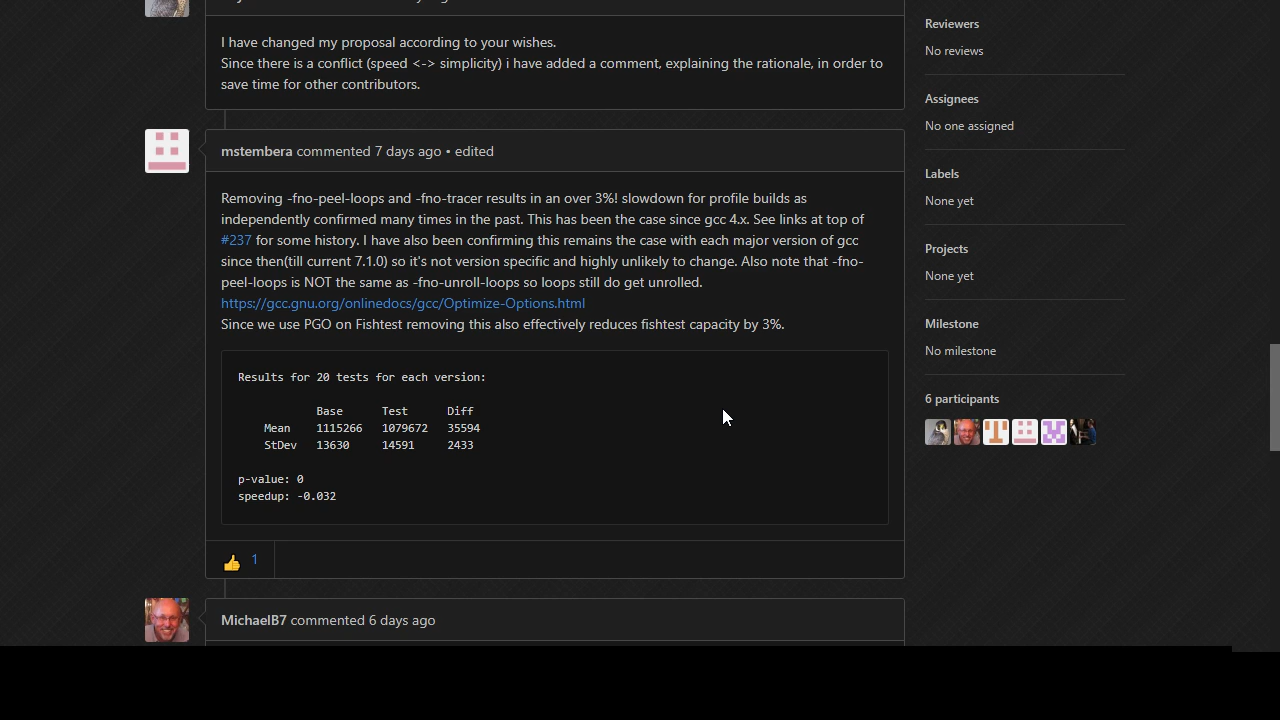 I have changed my proposal according to your wishes.
Since there is a conflict (speed <-> simplicity) i have added a comment, explaining the rationale, in order to
save time for other contributors.
mstembera commented 7 days ago • edited
Removing -fno-peel-loops and -fno-tracer results in an over 3%! slowdown for profile builds as
independently confirmed many times in the past. This has been the case since gcc 4.x. See links at top of
#237 for some history. I have also been confirming this remains the case with each major version of gcc
since then(till current 7.1.0) so it's not version specific and highly unlikely to change. Also note that -fno-
peel-loops is NOT the same as -fno-unroll-loops so loops still do get unrolled.
https://gcc.gnu.org/onlinedocs/gcc/Optimize-Options.html
Since we use PGO on Fishtest removing this also effectively reduces fishtest capacity by 3%.
Results for 20 tests for each version:
Base Test Diff
Mean 1115266 1079672 35594
StDev 13630 14591 2433
p-value: 0
speedup: -0.032
👍 1
MichaelB7 commented 6 days ago
Reviewers
No reviews
Assignees
No one assigned
Labels
None yet
Projects
None yet
Milestone
No milestone
6 participants